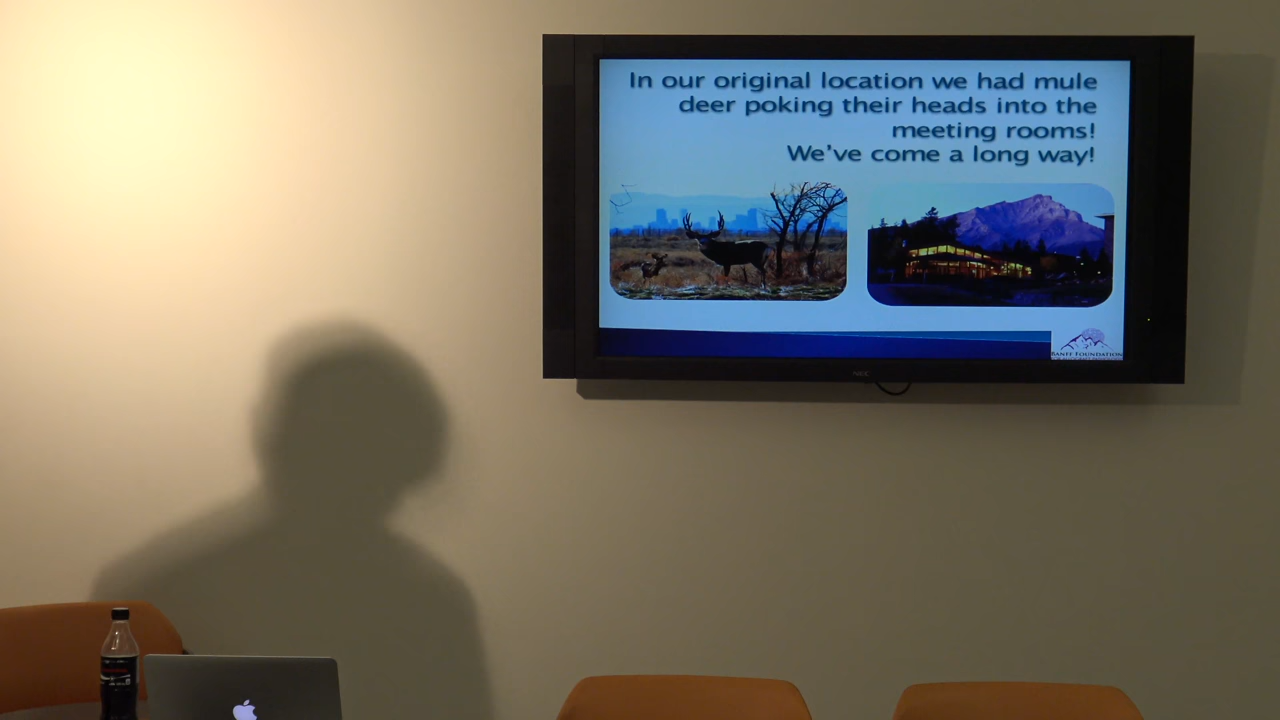 In our original location we had mule
deer poking their heads into the
meeting rooms!
We've come a long way!
BANFF FOUNDATION
NEC